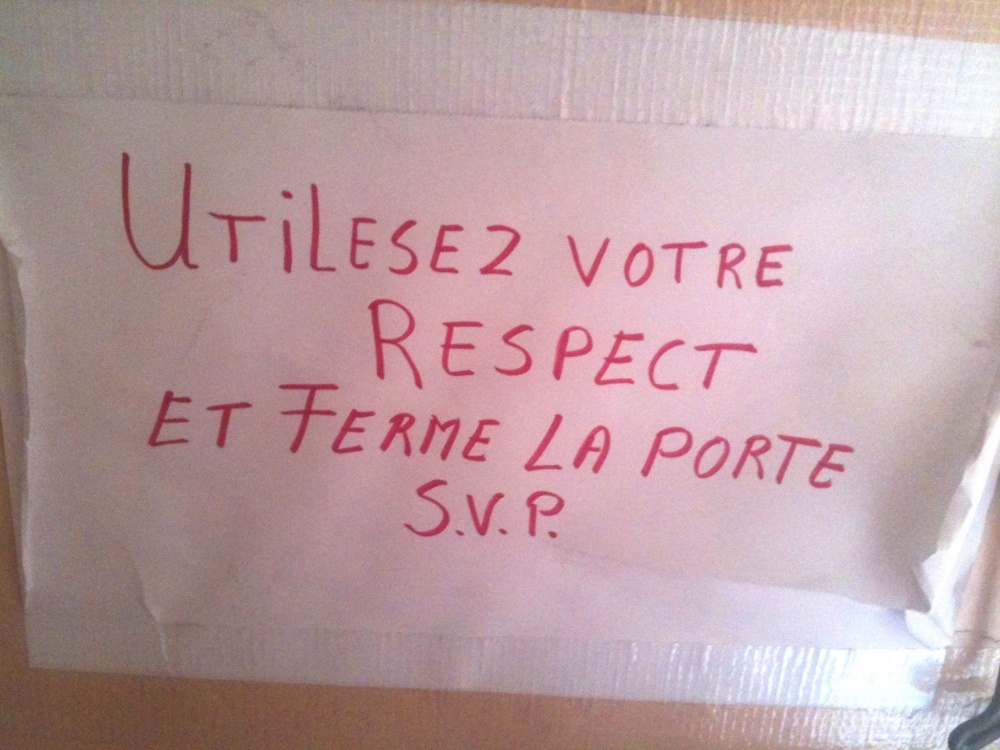 UTiLESEZ VOTRE
RESPECT
ET FERME LA PORTE
S.V.P.